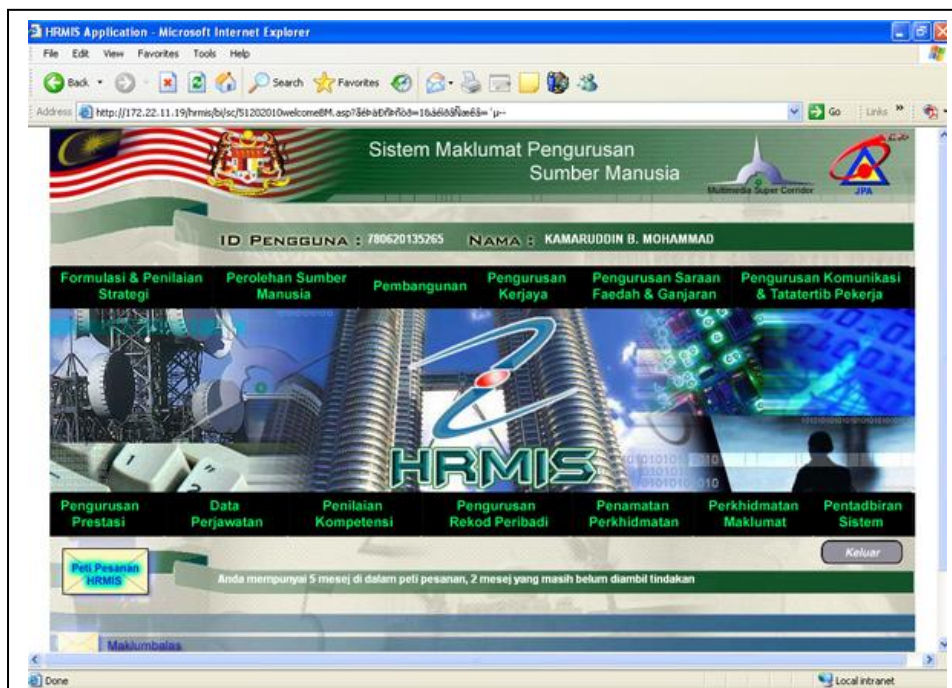 HRMIS Application - Microsoft Internet Explorer
File Edit View Favorites Tools Help
Back Search Favorites
Address Go Links
Sistem Maklumat Pengurusan
Sumber Manusia
Multimedia Super Corridor
JPA
ID PENGGUNA : 780620135265 NAMA : KAMARUDDIN B. MOHAMMAD
Formulasi & Penilaian Perolehan Sumber Pembangunan Pengurusan Pengurusan Saraan Pengurusan Komunikasi
Strategi Manusia Kerjaya Faedah & Ganjaran & Tatatertib Pekerja
HRMIS
Pengurusan Data Penilaian Pengurusan Penamatan Perkhidmatan Pentadbiran
Prestasi Perjawatan Kompetensi Rekod Peribadi Perkhidmatan Maklumat Sistem
Keluar
Peti Pesanan
HRMIS
Anda mempunyai 5 mesej di dalam peti pesanan, 2 mesej yang masih belum diambil tindakan
Maklumbalas
Done Local intranet